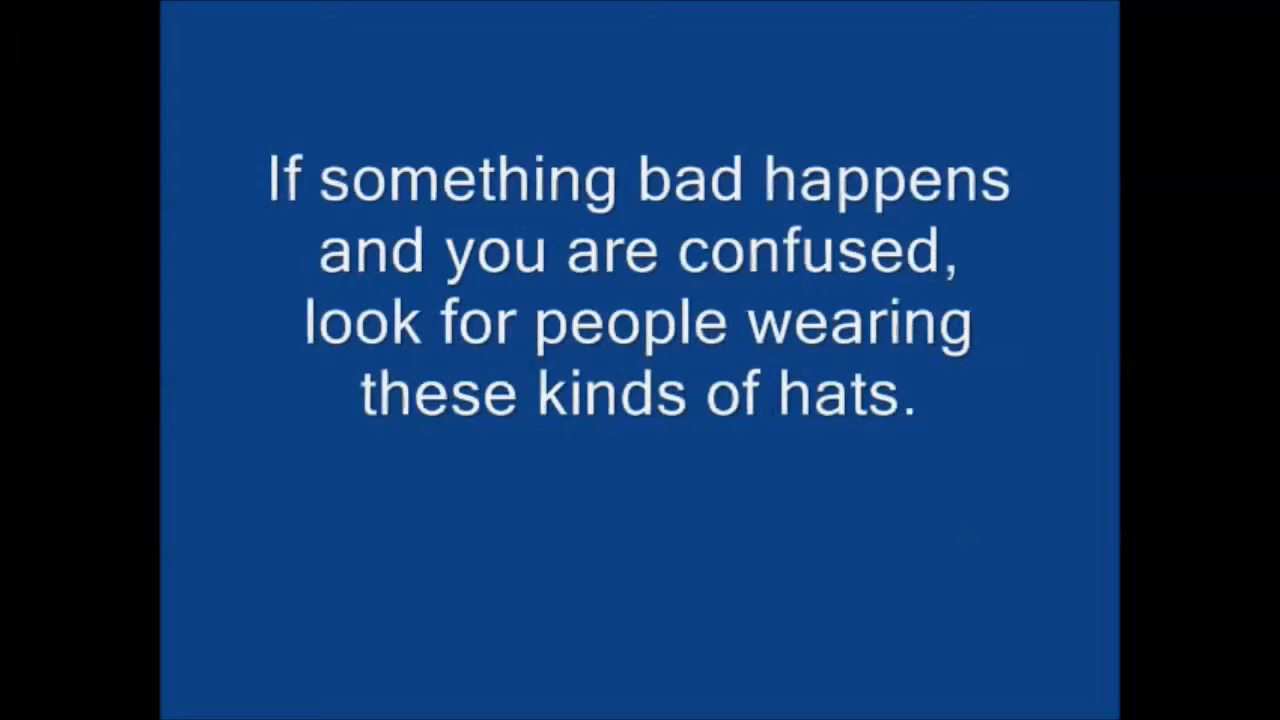 If something bad happens
and you are confused,
look for people wearing
these kinds of hats.